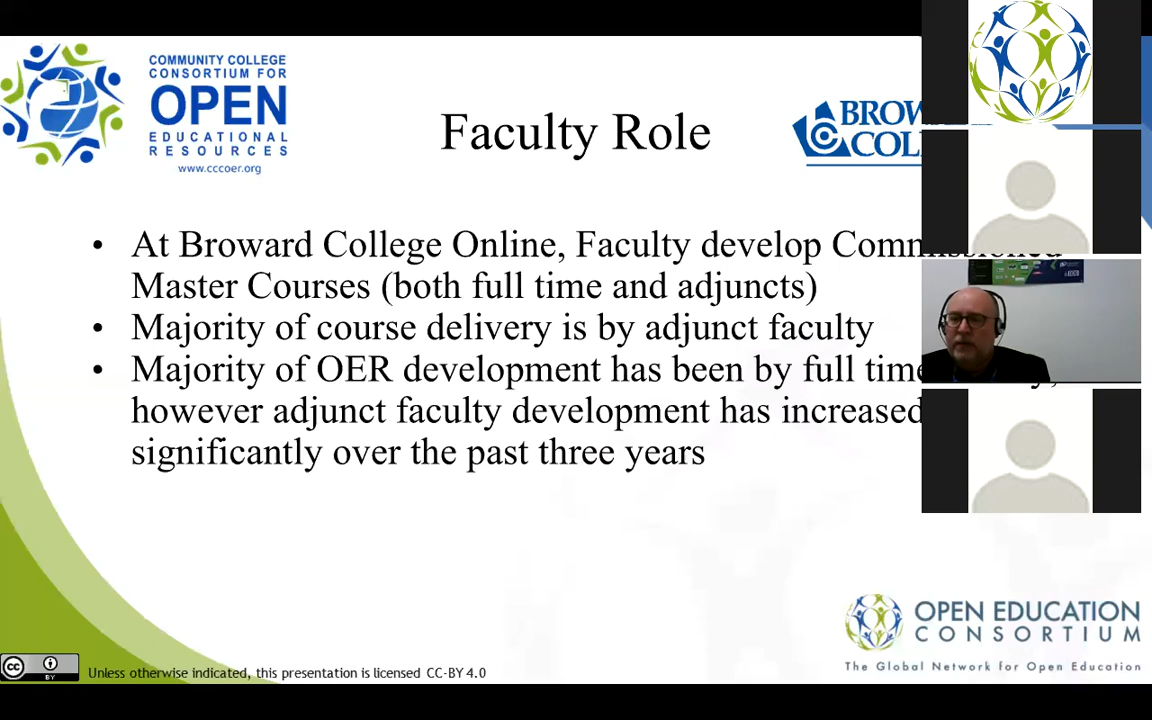 COMMUNITY COLLEGE
CONSORTIUM FOR
OPEN
EDUCATIONAL
RESOURCES
www.cccoer.org
Faculty Role
• At Broward College Online, Faculty develop Commissioned
Master Courses (both full time and adjuncts)
• Majority of course delivery is by adjunct faculty
• Majority of OER development has been by full time
however adjunct faculty development has increased
significantly over the past three years
OPEN EDUCATION
CONSORTIUM
The Global Network for Open Education
cc
BY
Unless otherwise indicated, this presentation is licensed CC-BY 4.0